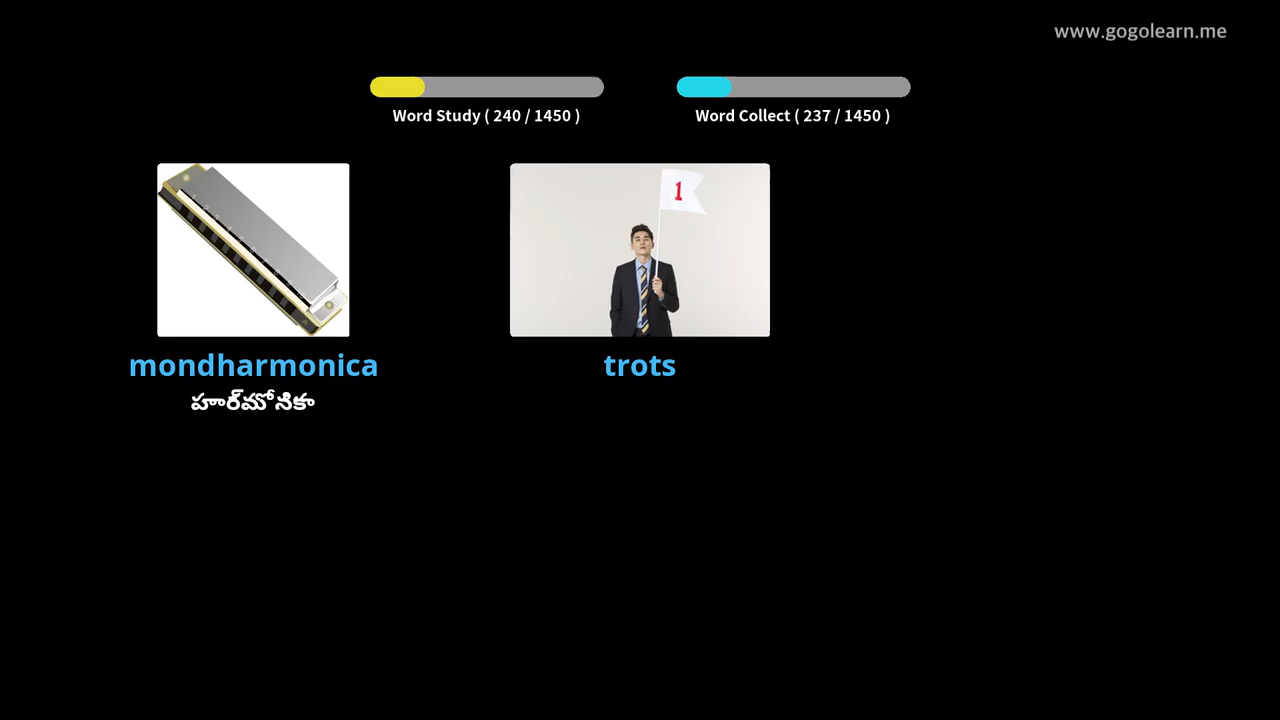 www.gogolearn.me
Word Study ( 240 / 1450 )
Word Collect ( 237 / 1450 )
1
mondharmonica
trots
హార్‌మోనికా